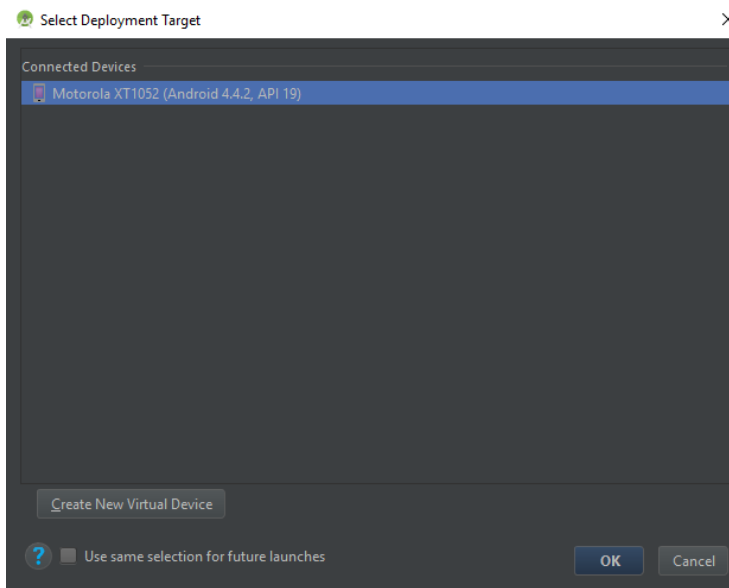 Select Deployment Target
Connected Devices
Motorola XT1052 (Android 4.4.2, API 19)
Create New Virtual Device
? Use same selection for future launches
OK Cancel